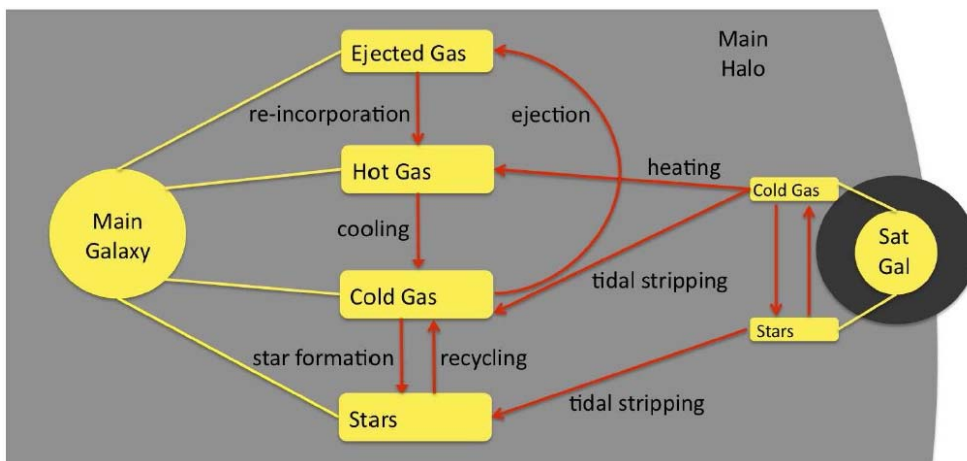 Main
Halo
Ejected Gas
re-incorporation
ejection
Hot Gas
heating
Cold Gas
Main
Galaxy
cooling
Sat
Gal
Cold Gas
tidal stripping
Stars
star formation
recycling
tidal stripping
Stars